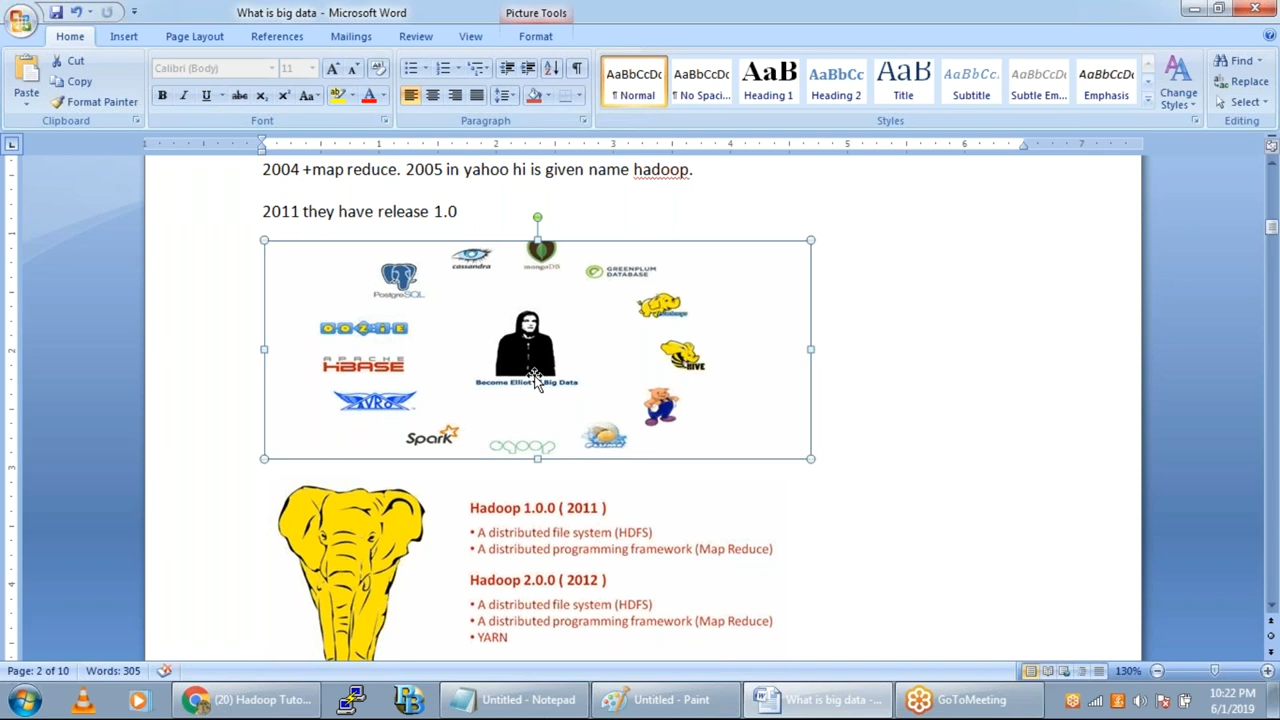 What is big data - Microsoft Word
Picture Tools
Home Insert Page Layout References Mailings Review View Format
Paste
Cut
Copy
Format Painter
Clipboard
Calibri (Body) 11
Font
Paragraph
AaBbCcDc AaBbCcDc AaB AaBbCc AaB AaBbCc. AaBbCcDc AaBbCcDc
¶ Normal ¶ No Spaci... Heading 1 Heading 2 Title Subtitle Subtle Em... Emphasis
Change Styles
Styles
Find
Replace
Select
Editing
2004 +map reduce. 2005 in yahoo hi is given name hadoop.
2011 they have release 1.0
cassandra
mongoDB
GREENPLUM
DATABASE
PostgreSQL
OOZIE
APACHE
HBASE
HIVE
AVRO
Spark
sqoop
Hadoop 1.0.0 ( 2011 )
• A distributed file system (HDFS)
• A distributed programming framework (Map Reduce)
Hadoop 2.0.0 ( 2012 )
• A distributed file system (HDFS)
• A distributed programming framework (Map Reduce)
• YARN
Page: 2 of 10 Words: 305 130%
(20) Hadoop Tuto... Untitled - Notepad Untitled - Paint What is big data -... GoToMeeting
10:22 PM
6/1/2019